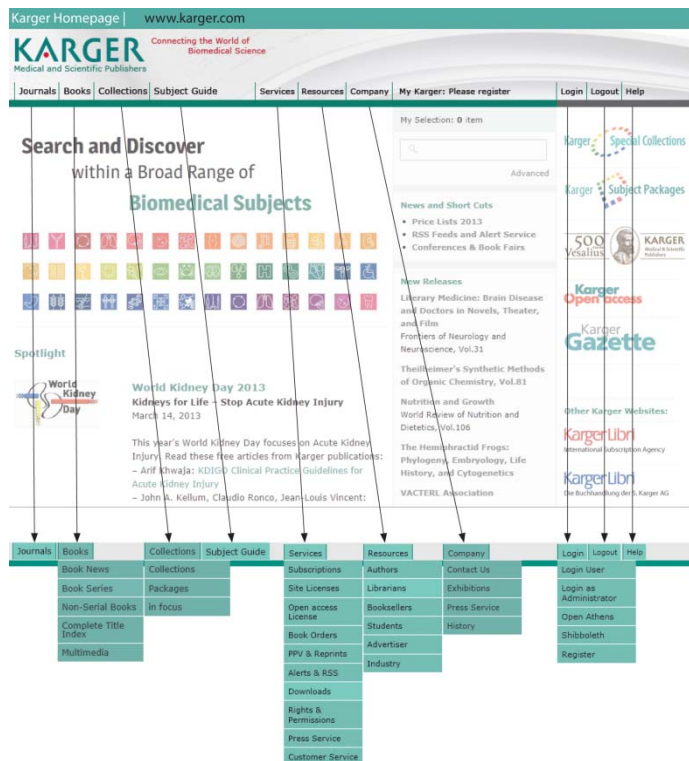 Karger Homepage | www.karger.com
KARGER
Medical and Scientific Publishers
Connecting the World of
Biomedical Science
Journals Books Collections Subject Guide Services Resources Company My Karger: Please register Login Logout Help
Search and Discover
within a Broad Range of
Biomedical Subjects
My Selection: 0 item
Advanced
News and Short Cuts
• Price Lists 2013
• RSS Feeds and Alert Service
• Conferences & Book Fairs
New Releases
Literary Medicine: Brain Disease
and Doctors in Novels, Theater,
and Film
Frontiers of Neurology and
Neuroscience, Vol.31
Theilheimer's Synthetic Methods
of Organic Chemistry, Vol.81
Nutrition and Growth
World Review of Nutrition and
Dietetics, Vol.106
The Hemiphractid Frogs:
Phylogeny, Embryology, Life
History, and Cytogenetics
VACTERL Association
Karger Special Collections
Karger Subject Packages
500
Vesalius
KARGER
Medical & Scientific
Publishers
Karger
Open access
Karger
Gazette
Other Karger Websites:
KargerLibri
International Subscription Agency
KargerLibri
Die Buchhandlung der S. Karger AG
Spotlight
World
Kidney
Day
World Kidney Day 2013
Kidneys for Life – Stop Acute Kidney Injury
March 14, 2013
This year's World Kidney Day focuses on Acute Kidney
Injury. Read these free articles from Karger publications:
– Arif Khwaja: KDIGO Clinical Practice Guidelines for
Acute Kidney Injury
– John A. Kellum, Claudio Ronco, Jean-Louis Vincent:
Journals
Books
Book News
Book Series
Non-Serial Books
Complete Title
Index
Multimedia
Collections
Collections
Packages
in focus
Subject Guide
Services
Subscriptions
Site Licenses
Open access
License
Book Orders
PPV & Reprints
Alerts & RSS
Downloads
Rights &
Permissions
Press Service
Customer Service
Resources
Authors
Librarians
Booksellers
Students
Advertiser
Industry
Company
Contact Us
Exhibitions
Press Service
History
Login
Login User
Login as
Administrator
Open Athens
Shibboleth
Register
Logout
Help